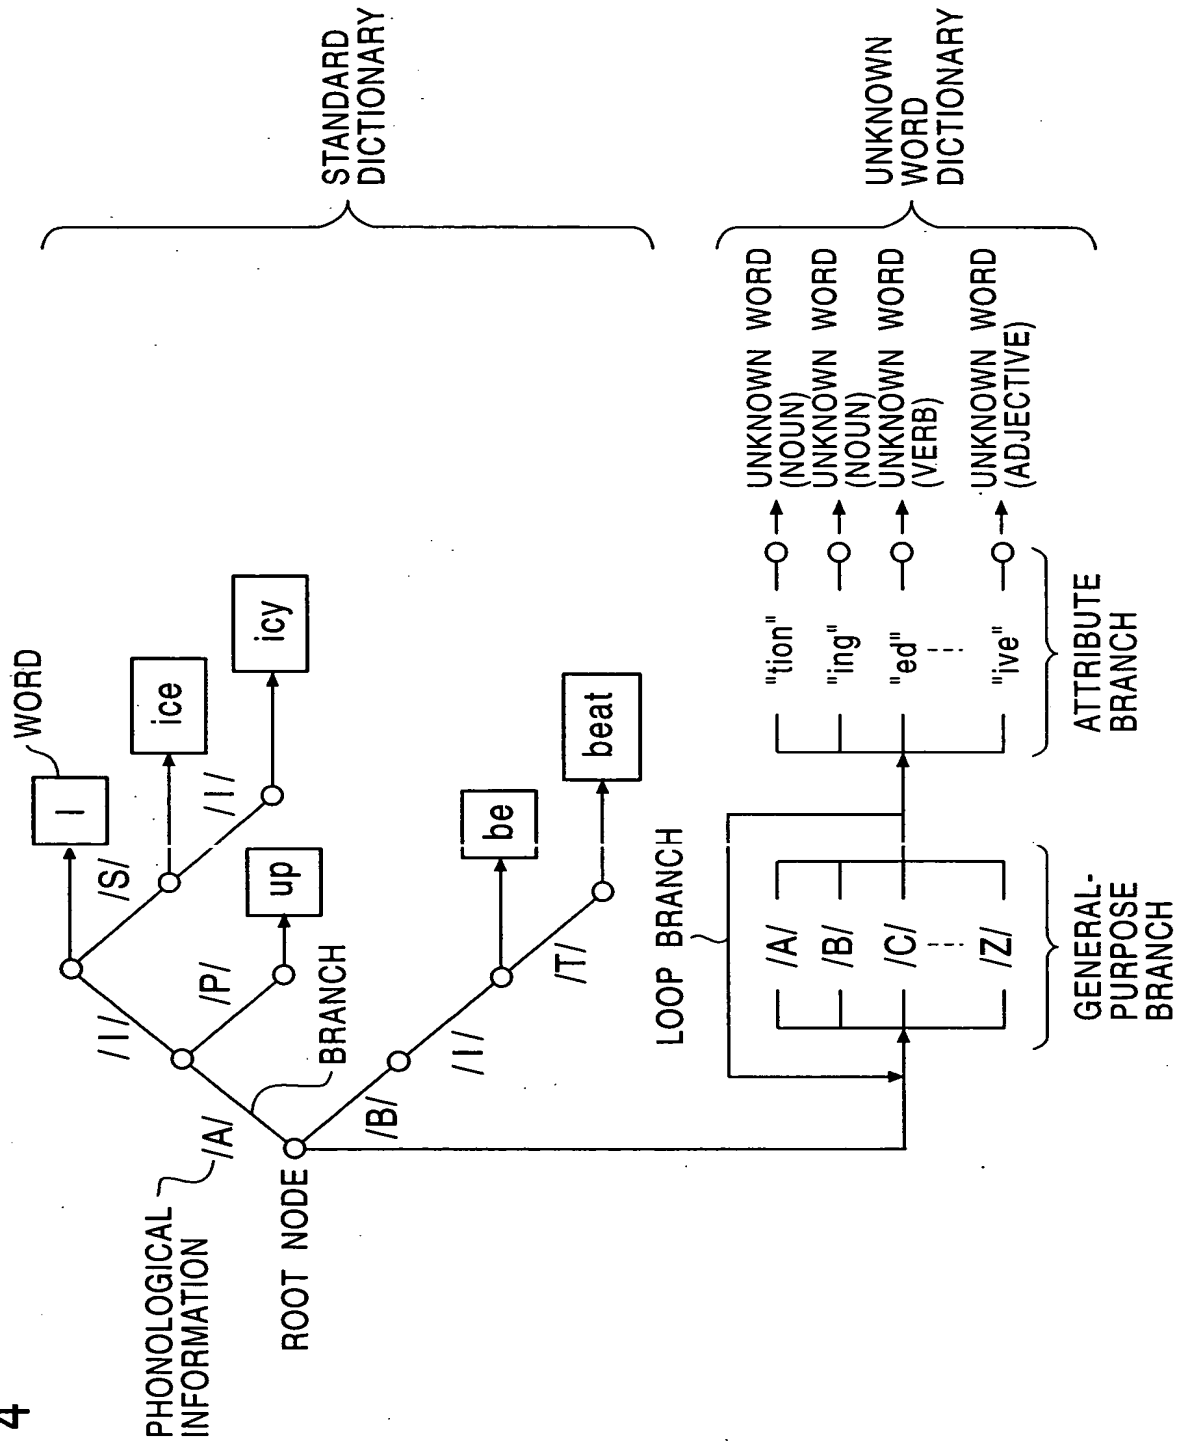 4
PHONOLOGICAL
INFORMATION
/A/
ROOT NODE
BRANCH
/I/
/P/
up
WORD
I
/S/
ice
/I/
icy
/B/
/I/
be
/T/
beat
STANDARD
DICTIONARY
LOOP BRANCH
/A/
/B/
/C/
/Z/
GENERAL-
PURPOSE
BRANCH
"tion"
"ing"
"ed"
"ive"
ATTRIBUTE
BRANCH
UNKNOWN WORD
(NOUN)
UNKNOWN WORD
(NOUN)
UNKNOWN WORD
(VERB)
UNKNOWN WORD
(ADJECTIVE)
UNKNOWN
WORD
DICTIONARY